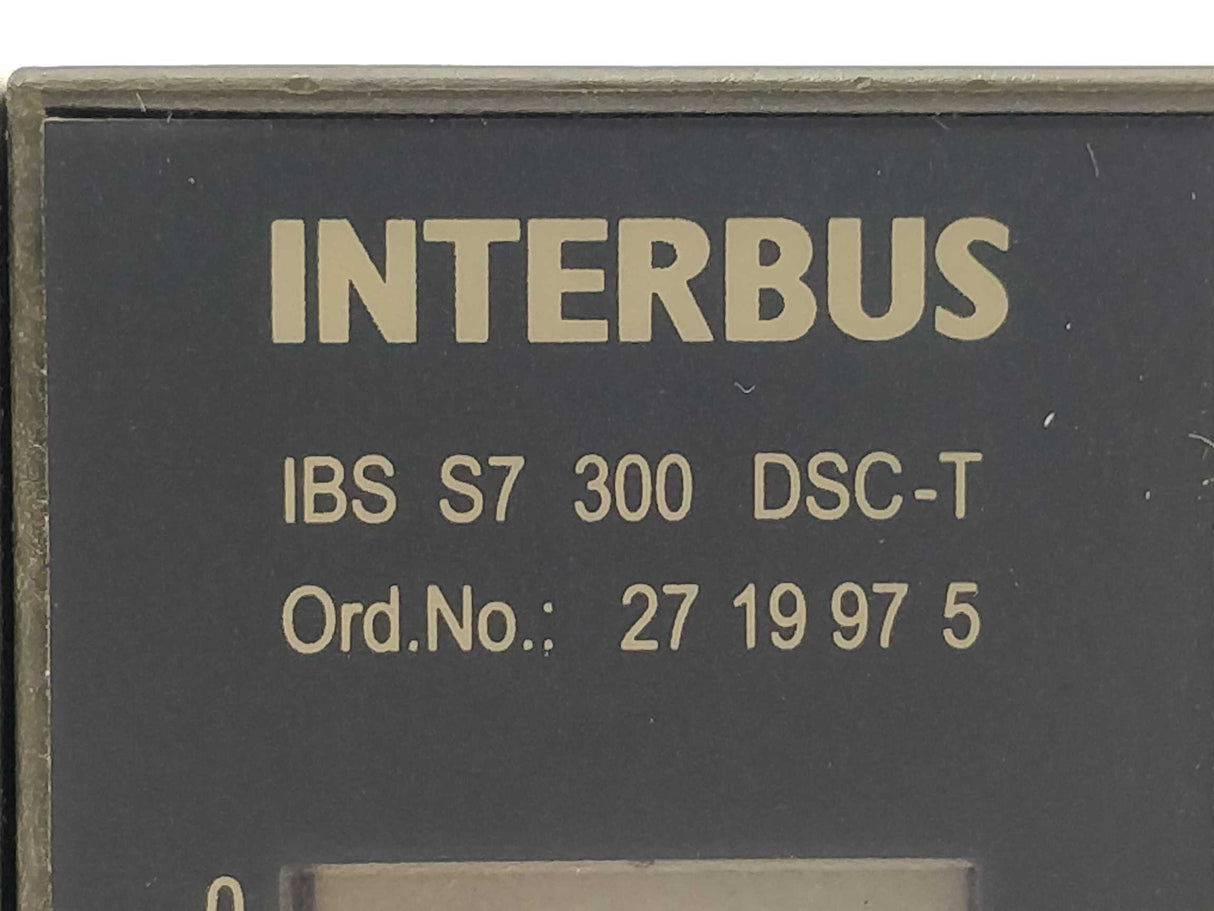 INTERBUS
IBS S7 300 DSC-T
Ord.No.: 27 19 97 5